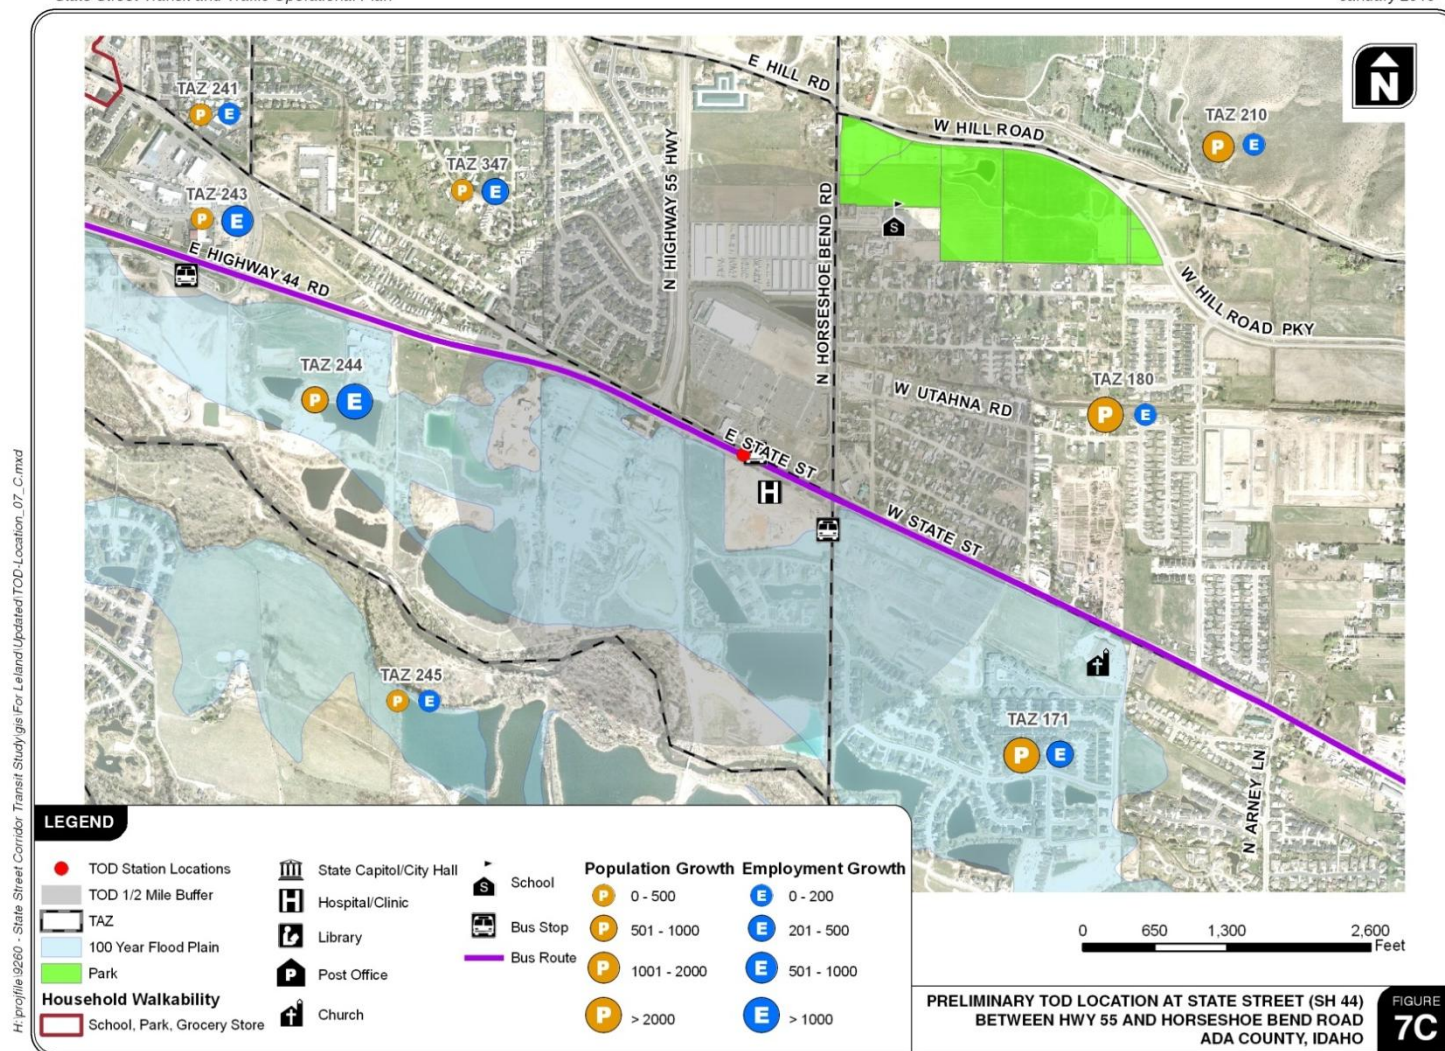 State Street Transit and Traffic Operational Plan
TAZ 241
P E
E HILL RD
N
W HILL ROAD
TAZ 210
P E
TAZ 347
P E
N HIGHWAY 55 HWY
TAZ 243
P E
N HORSESHOE BEND RD
S
E HIGHWAY 44 RD
W HILL ROAD PKY
TAZ 244
P E
W UTAHNA RD
TAZ 180
P E
E STATE ST
H
W STATE ST
TAZ 245
P E
TAZ 171
P E
N ARNEY LN
H:\projfile\9260 - State Street Corridor Transit Study\gis\For Leland\Updated\TOD-Location_07_C.mxd
LEGEND
TOD Station Locations
TOD 1/2 Mile Buffer
TAZ
100 Year Flood Plain
Park
Household Walkability
School, Park, Grocery Store
State Capitol/City Hall
H Hospital/Clinic
Library
P Post Office
Church
S School
Bus Stop
Bus Route
Population Growth
P 0 - 500
P 501 - 1000
P 1001 - 2000
P > 2000
Employment Growth
E 0 - 200
E 201 - 500
E 501 - 1000
E > 1000
0 650 1,300 2,600
Feet
PRELIMINARY TOD LOCATION AT STATE STREET (SH 44)
BETWEEN HWY 55 AND HORSESHOE BEND ROAD
ADA COUNTY, IDAHO
FIGURE
7C